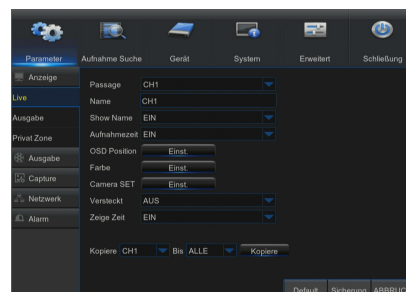 Parameter Aufnahme Suche Gerät System Erweitert Schließung
Anzeige
Live
Ausgabe
Privat Zone
Ausgabe
Capture
Netzwerk
Alarm
Passage CH1
Name CH1
Show Name EIN
Aufnahmezeit EIN
OSD Position Einst.
Farbe Einst.
Camera SET Einst.
Versteckt AUS
Zeige Zeit EIN
Kopiere CH1 Bis ALLE Kopiere
Default Sicherung ABBRUC